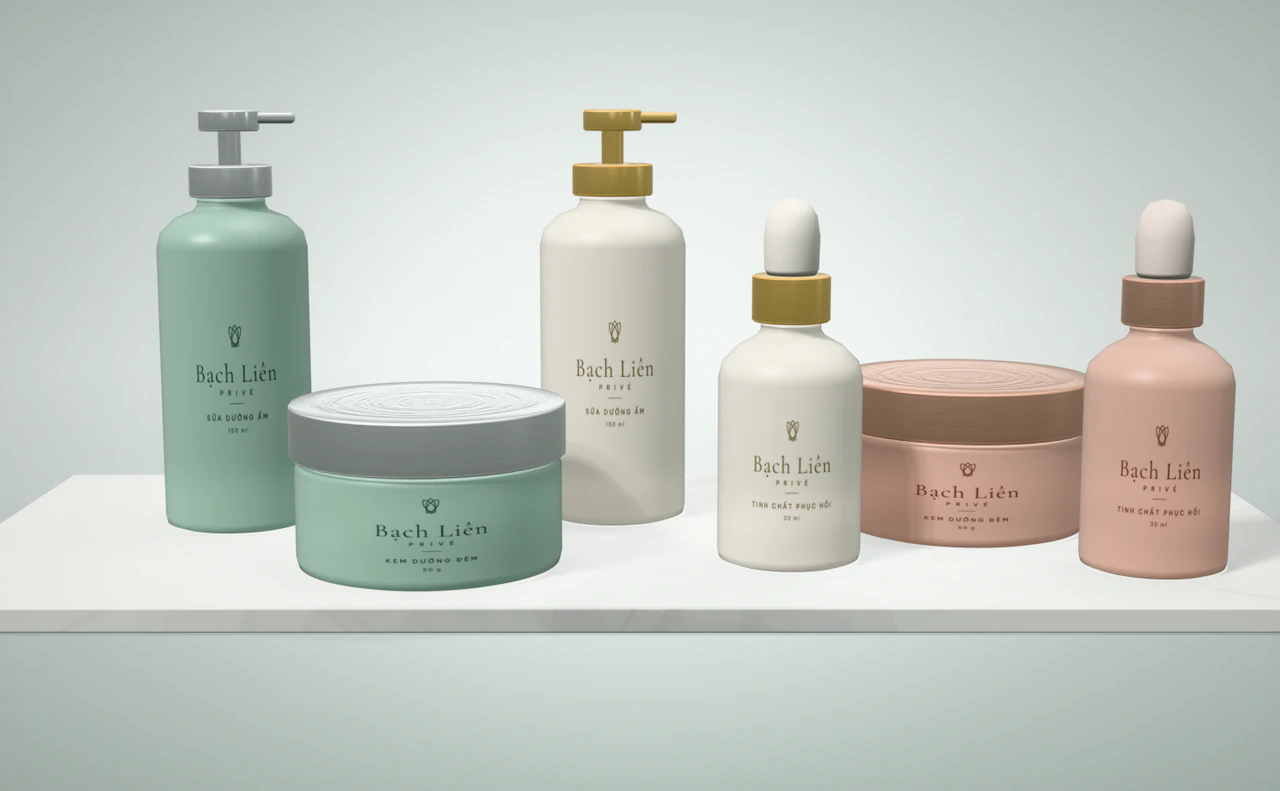 Bạch Liên
PRIVÉ
SỮA DƯỠNG ẨM
150 ml
Bạch Liên
PRIVÉ
KEM DƯỠNG ĐÊM
50 g
Bạch Liên
PRIVÉ
SỮA DƯỠNG ẨM
150 ml
Bạch Liên
PRIVÉ
TINH CHẤT PHỤC HỒI
30 ml
Bạch Liên
PRIVÉ
KEM DƯỠNG ĐÊM
50 g
Bạch Liên
PRIVÉ
TINH CHẤT PHỤC HỒI
30 ml